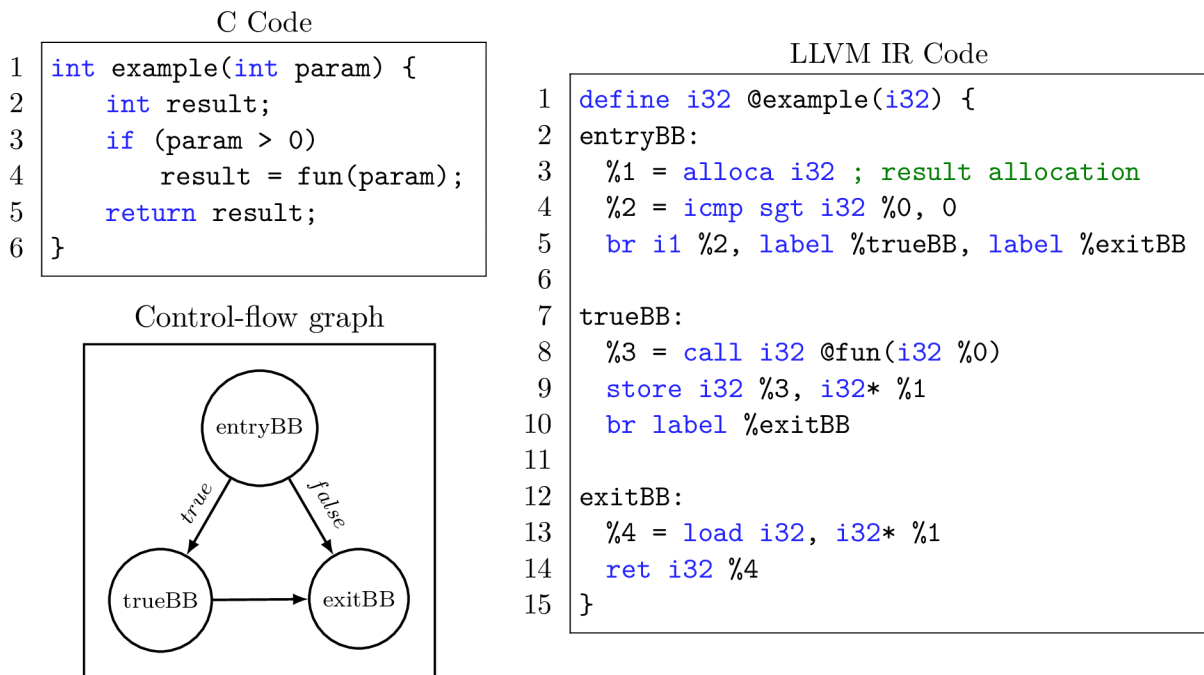 C Code
1 int example(int param) {
2     int result;
3     if (param > 0)
4         result = fun(param);
5     return result;
6 }
Control-flow graph
entryBB
true
false
trueBB
exitBB
LLVM IR Code
1 define i32 @example(i32) {
2 entryBB:
3   %1 = alloca i32 ; result allocation
4   %2 = icmp sgt i32 %0, 0
5   br i1 %2, label %trueBB, label %exitBB
6
7 trueBB:
8   %3 = call i32 @fun(i32 %0)
9   store i32 %3, i32* %1
10   br label %exitBB
11
12 exitBB:
13   %4 = load i32, i32* %1
14   ret i32 %4
15 }